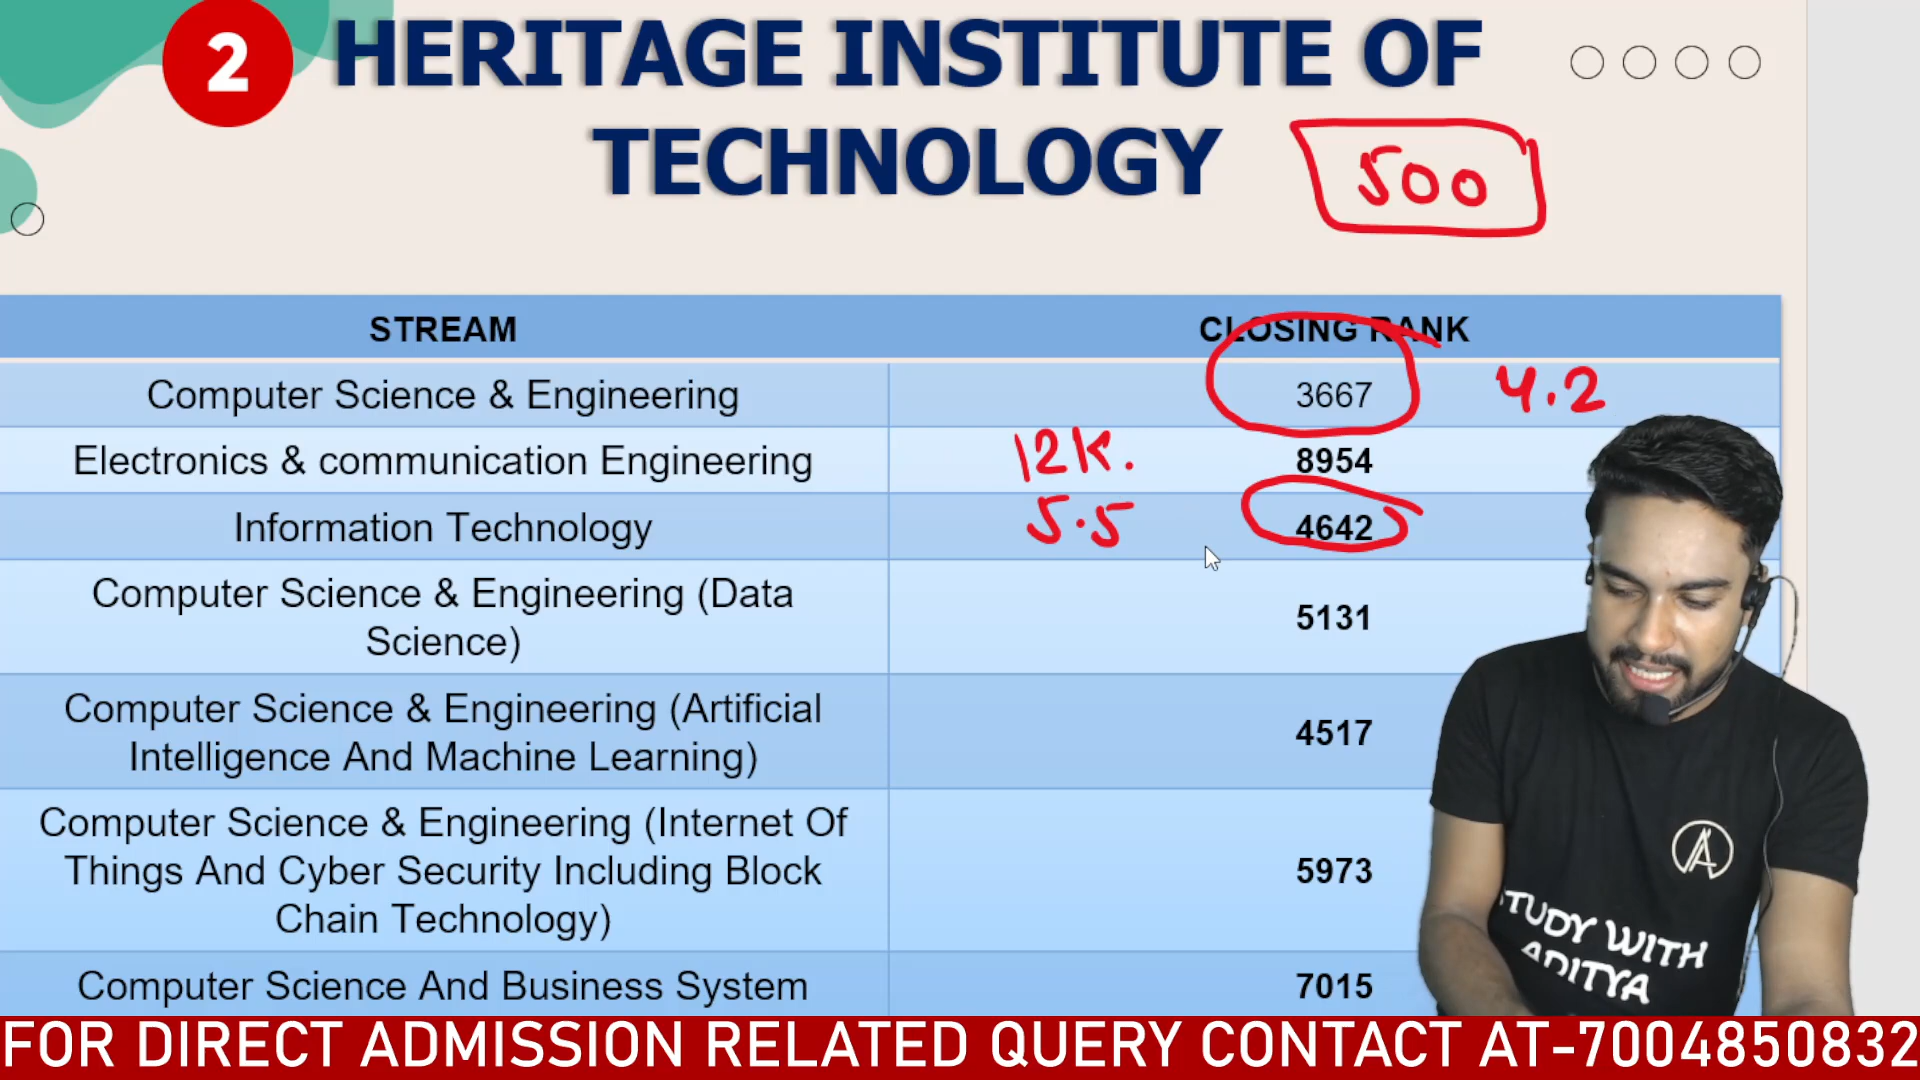 2
HERITAGE INSTITUTE OF
TECHNOLOGY
500
STREAM CLOSING RANK
Computer Science & Engineering 3667 4.2
Electronics & communication Engineering 12K. 8954
Information Technology 5.5 4642
Computer Science & Engineering (Data
Science) 5131
Computer Science & Engineering (Artificial
Intelligence And Machine Learning) 4517
Computer Science & Engineering (Internet Of
Things And Cyber Security Including Block
Chain Technology) 5973
Computer Science And Business System 7015
STUDY WITH
ADITYA
FOR DIRECT ADMISSION RELATED QUERY CONTACT AT-7004850832